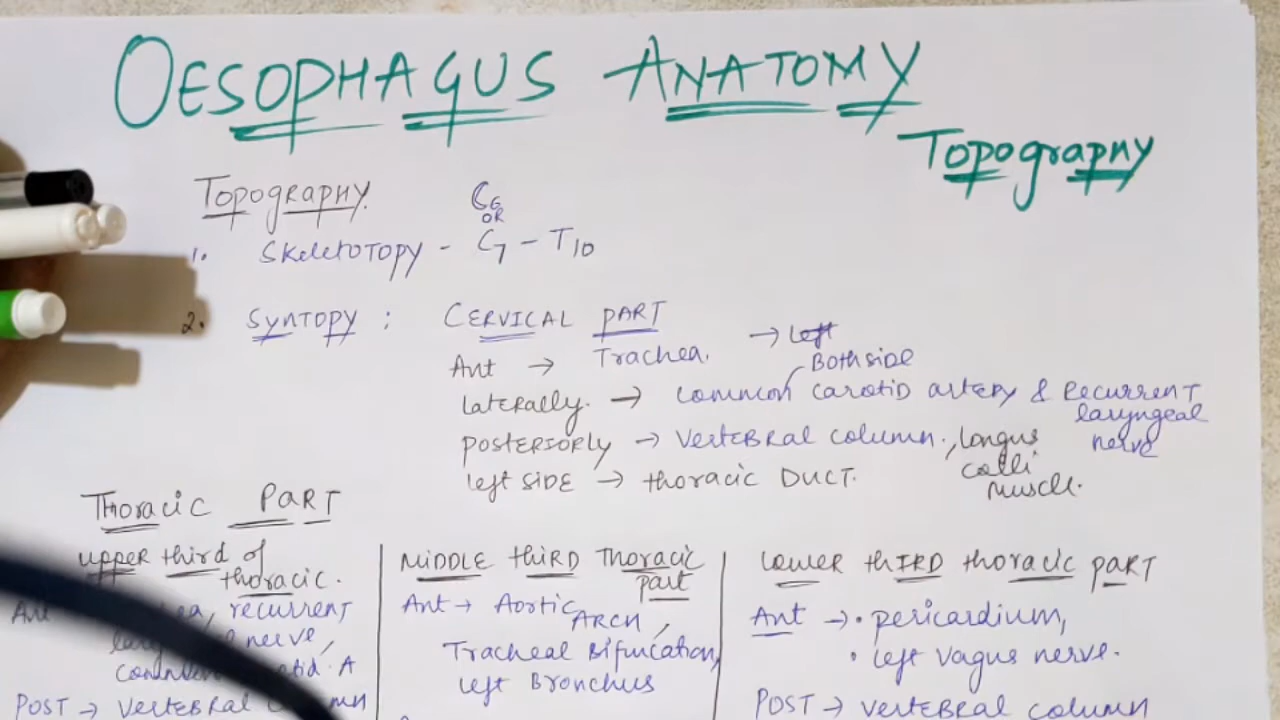 OESOPHAGUS ANATOMY
Topography
Topography.
C6
OR
1. Skeletotopy - C7 - T10
2. Syntopy : CERVICAL PART
Ant → Trachea. → left
Both side
laterally. → common carotid artery & Recurrent
laryngeal
nerve
posteriorly → vertebral column., longus
colli
muscle.
left side → thoracic DUCT.
Thoracic PART
upper third of
thoracic.
Ant recurrent
nerve,
A
POST → vertebral
MIDDLE third Thoracic
part
Ant → Aortic
ARCH,
Tracheal Bifurcation,
left Bronchus
lower thIRD thoracic part
Ant → • pericardium,
• left vagus nerve.
POST → vertebral column